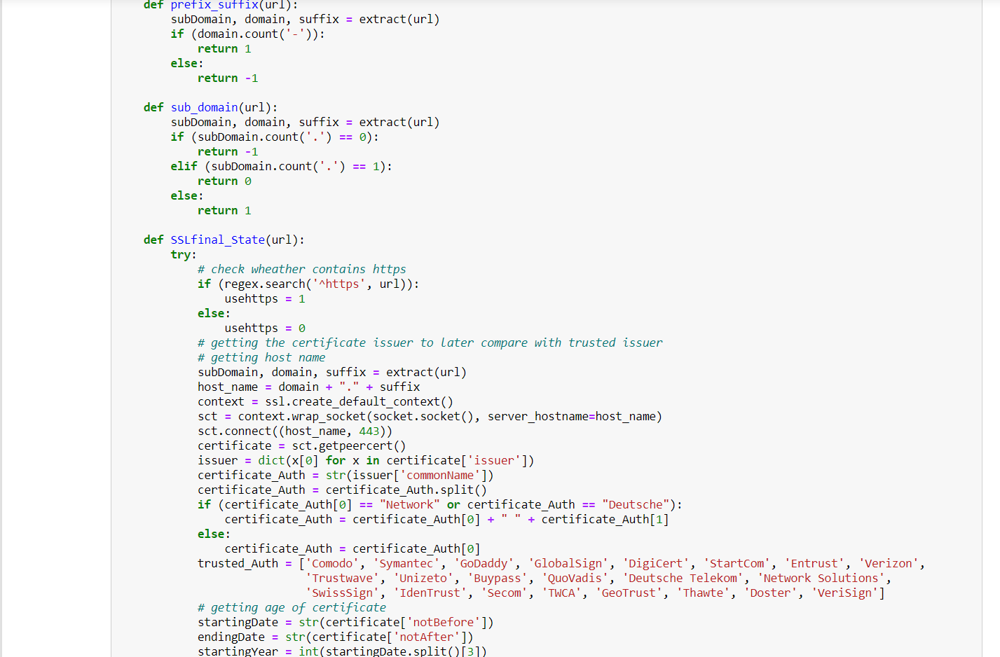 def prefix_suffix(url):
    subDomain, domain, suffix = extract(url)
    if (domain.count('-')):
        return 1
    else:
        return -1
def sub_domain(url):
    subDomain, domain, suffix = extract(url)
    if (subDomain.count('.') == 0):
        return -1
    elif (subDomain.count('.') == 1):
        return 0
    else:
        return 1
def SSLfinal_State(url):
    try:
        # check wheather contains https
        if (regex.search('^https', url)):
            usehttps = 1
        else:
            usehttps = 0
        # getting the certificate issuer to later compare with trusted issuer
        # getting host name
        subDomain, domain, suffix = extract(url)
        host_name = domain + "." + suffix
        context = ssl.create_default_context()
        sct = context.wrap_socket(socket.socket(), server_hostname=host_name)
        sct.connect((host_name, 443))
        certificate = sct.getpeercert()
        issuer = dict(x[0] for x in certificate['issuer'])
        certificate_Auth = str(issuer['commonName'])
        certificate_Auth = certificate_Auth.split()
        if (certificate_Auth[0] == "Network" or certificate_Auth == "Deutsche"):
            certificate_Auth = certificate_Auth[0] + " " + certificate_Auth[1]
        else:
            certificate_Auth = certificate_Auth[0]
        trusted_Auth = ['Comodo', 'Symantec', 'GoDaddy', 'GlobalSign', 'DigiCert', 'StartCom', 'Entrust', 'Verizon',
                        'Trustwave', 'Unizeto', 'Buypass', 'QuoVadis', 'Deutsche Telekom', 'Network Solutions',
                        'SwissSign', 'IdenTrust', 'Secom', 'TWCA', 'GeoTrust', 'Thawte', 'Doster', 'VeriSign']
        # getting age of certificate
        startingDate = str(certificate['notBefore'])
        endingDate = str(certificate['notAfter'])
        startingYear = int(startingDate.split()[3])